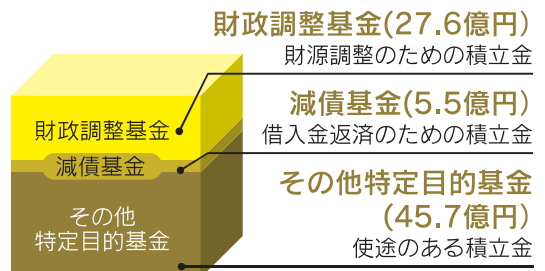 財政調整基金(27.6億円)
財源調整のための積立金
減債基金(5.5億円)
借入金返済のための積立金
その他特定目的基金
(45.7億円)
使途のある積立金
財政調整基金
減債基金
その他
特定目的基金